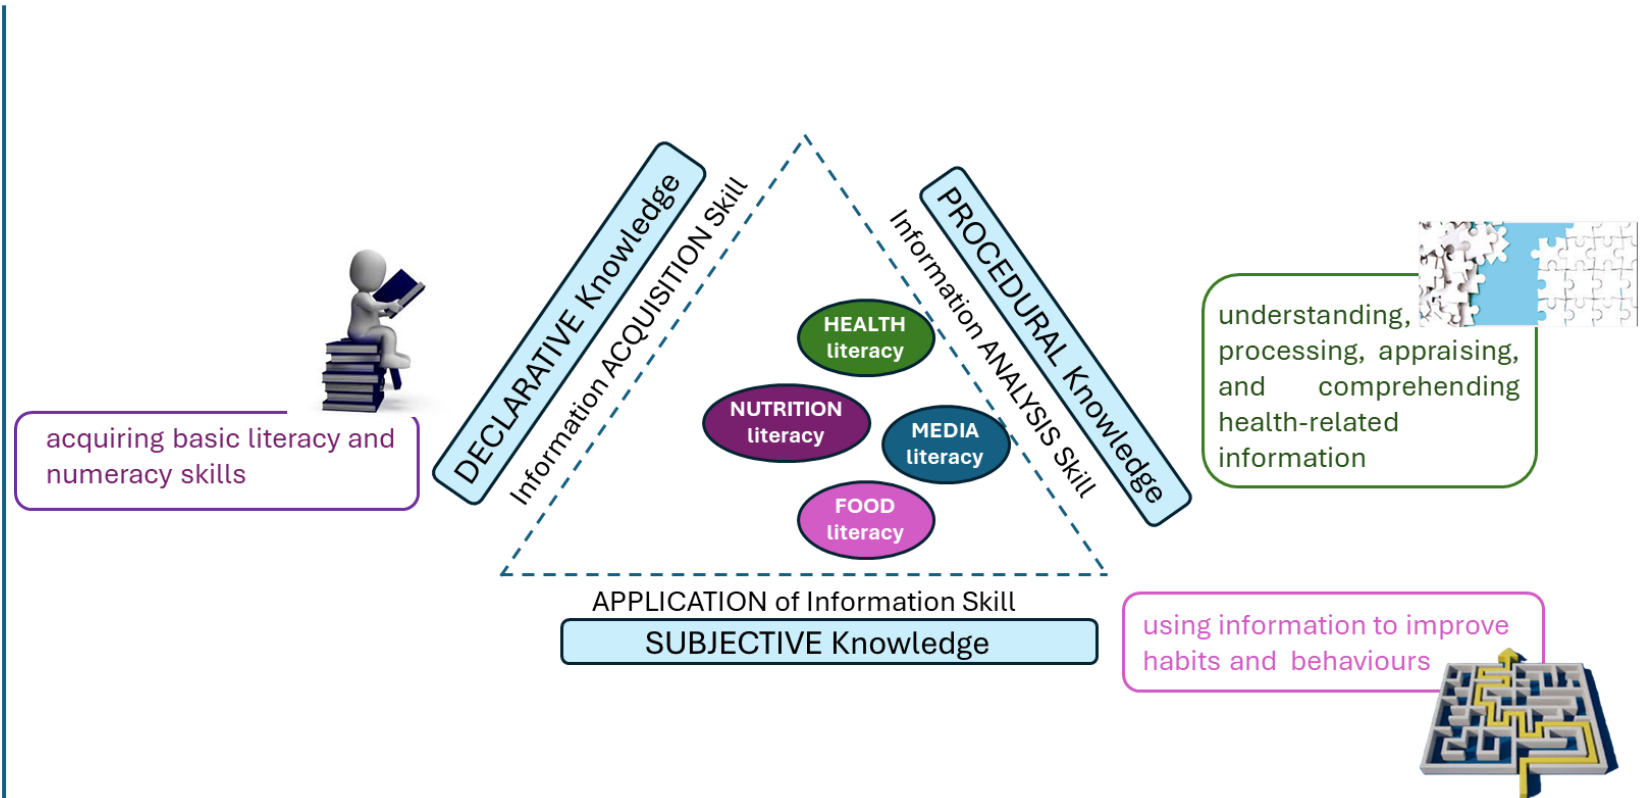 DECLARATIVE Knowledge
Information ACQUISITION Skill
PROCEDURAL Knowledge
Information ANALYSIS Skill
acquiring basic literacy and
numeracy skills
HEALTH
literacy
NUTRITION
literacy
MEDIA
literacy
FOOD
literacy
understanding,
processing, appraising,
and comprehending
health-related
information
APPLICATION of Information Skill
SUBJECTIVE Knowledge
using information to improve
habits and behaviours